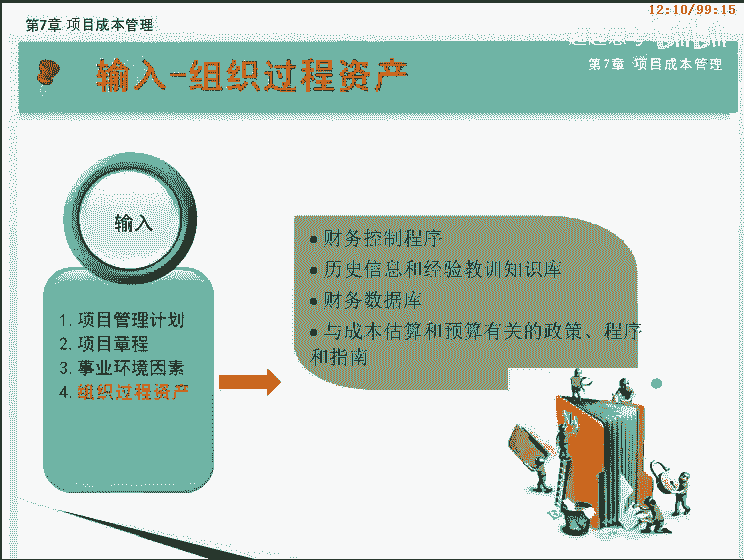 12:10/99:15
第7章 项目成本管理
输入-组织过程资产
第7章 项目成本管理
输入
1. 项目管理计划
2. 项目章程
3. 事业环境因素
4. 组织过程资产
● 财务控制程序
● 历史信息和经验教训知识库
● 财务数据库
● 与成本估算和预算有关的政策、程序
和指南